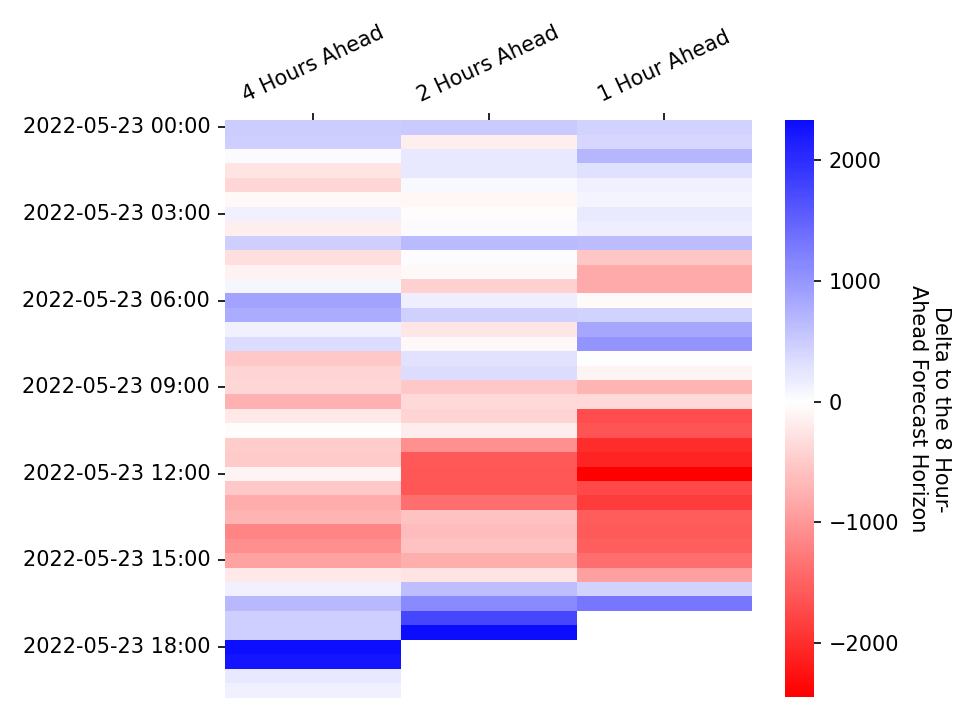 4 Hours Ahead
2 Hours Ahead
1 Hour Ahead
2022-05-23 00:00
2022-05-23 03:00
2022-05-23 06:00
2022-05-23 09:00
2022-05-23 12:00
2022-05-23 15:00
2022-05-23 18:00
2000
1000
0
−1000
−2000
Delta to the 8 Hour-
Ahead Forecast Horizon